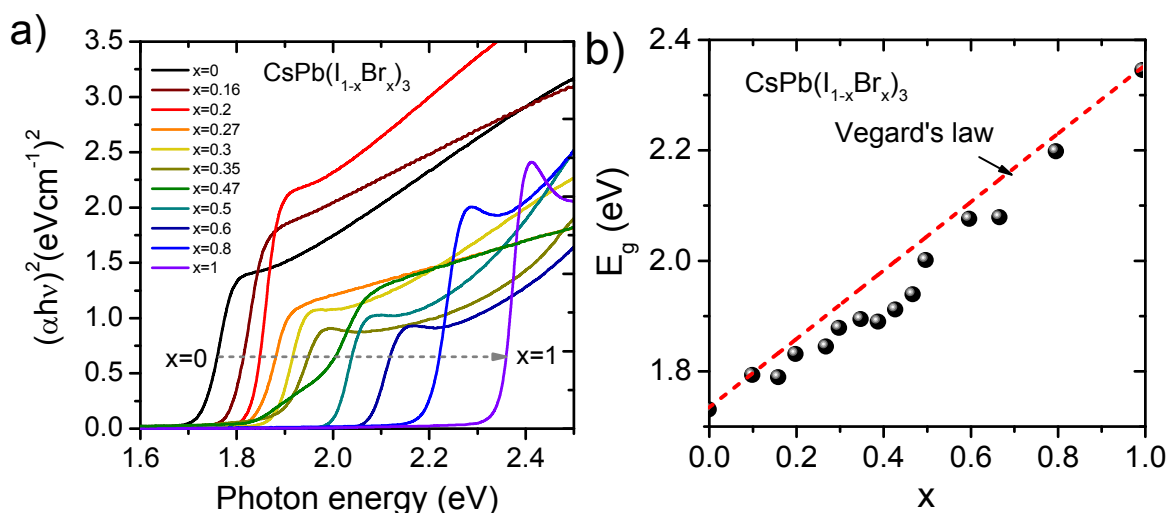 a)
3.5
3.0
2.5
2.0
1.5
1.0
0.5
0.0
(αhν)²(eVcm⁻¹)²
x=0
x=0.16
x=0.2
x=0.27
x=0.3
x=0.35
x=0.47
x=0.5
x=0.6
x=0.8
x=1
CsPb(I₁₋ₓBrₓ)₃
x=0
x=1
1.6 1.8 2.0 2.2 2.4
Photon energy (eV)
b)
2.4
2.2
2.0
1.8
E_g (eV)
CsPb(I₁₋ₓBrₓ)₃
Vegard's law
0.0 0.2 0.4 0.6 0.8 1.0
x